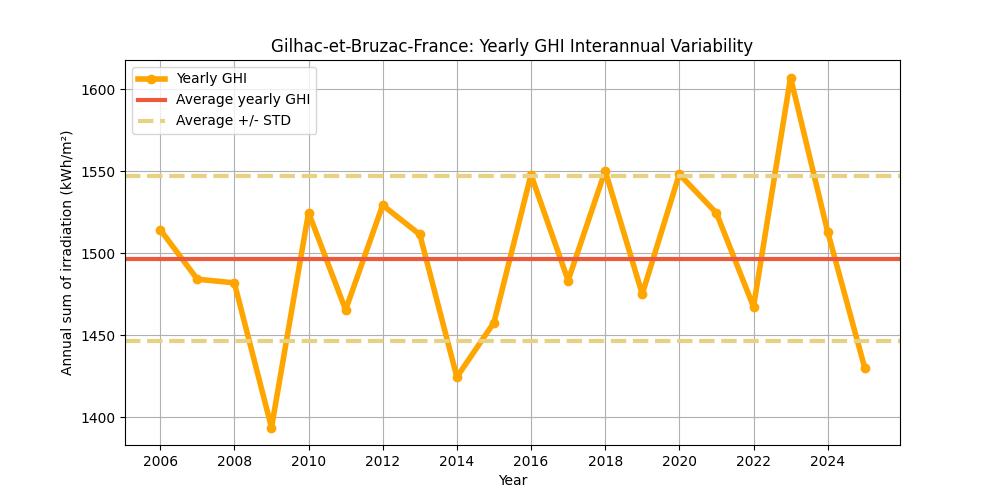 Gilhac-et-Bruzac-France: Yearly GHI Interannual Variability
Yearly GHI
Average yearly GHI
Average +/- STD
Annual sum of irradiation (kWh/m²)
1600
1550
1500
1450
1400
2006 2008 2010 2012 2014 2016 2018 2020 2022 2024
Year